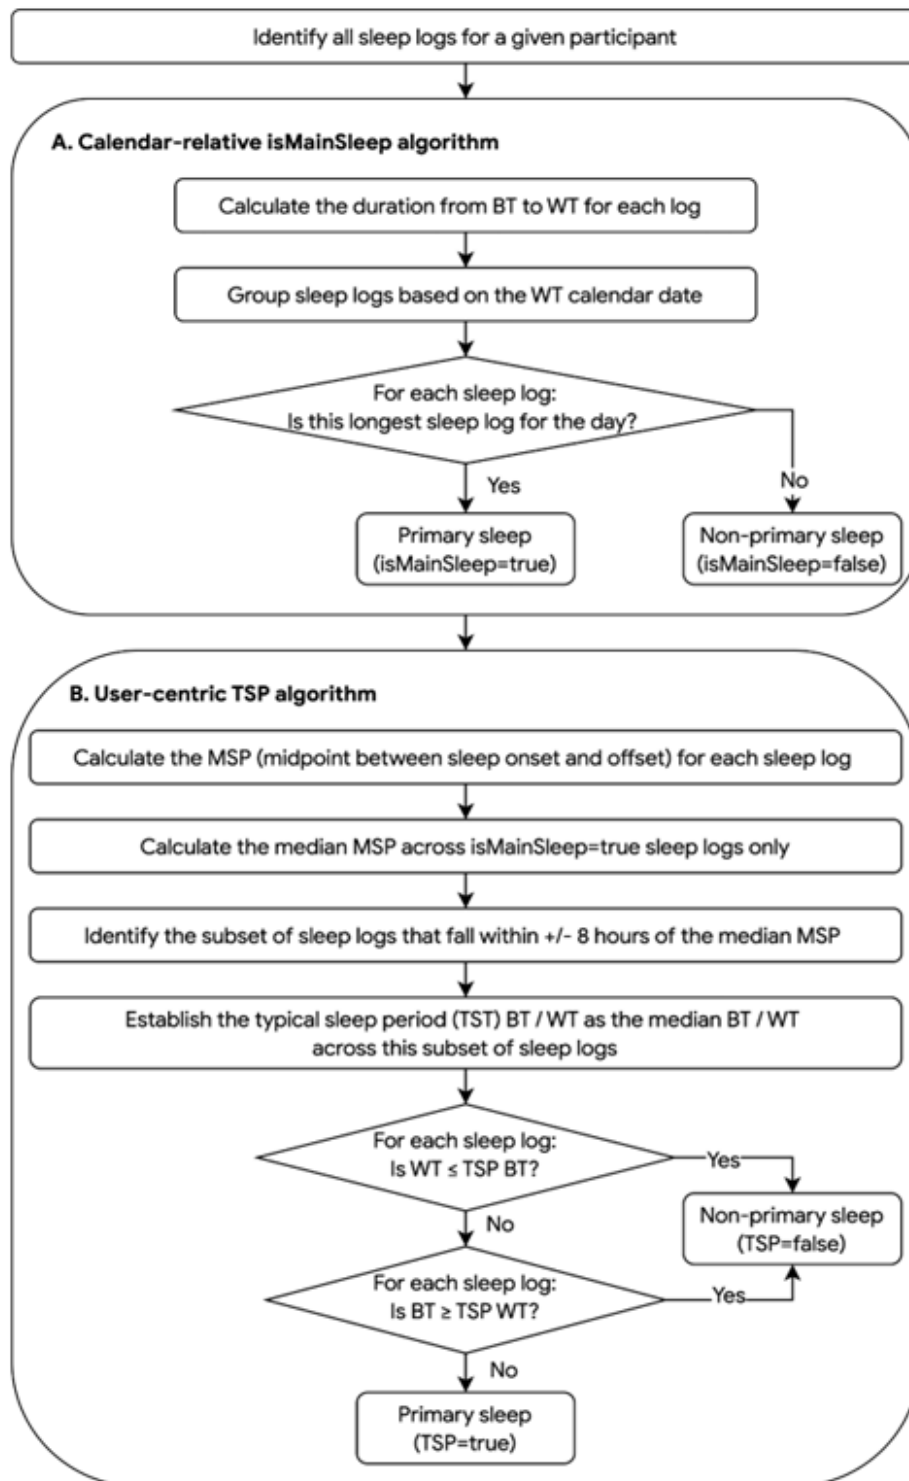 Identify all sleep logs for a given participant
A. Calendar-relative isMainSleep algorithm
Calculate the duration from BT to WT for each log
Group sleep logs based on the WT calendar date
For each sleep log:
Is this longest sleep log for the day?
Yes
No
Primary sleep
(isMainSleep=true)
Non-primary sleep
(isMainSleep=false)
B. User-centric TSP algorithm
Calculate the MSP (midpoint between sleep onset and offset) for each sleep log
Calculate the median MSP across isMainSleep=true sleep logs only
Identify the subset of sleep logs that fall within +/- 8 hours of the median MSP
Establish the typical sleep period (TST) BT / WT as the median BT / WT
across this subset of sleep logs
For each sleep log:
Is WT ≤ TSP BT?
Yes
No
Non-primary sleep
(TSP=false)
For each sleep log:
Is BT ≥ TSP WT?
Yes
No
Primary sleep
(TSP=true)